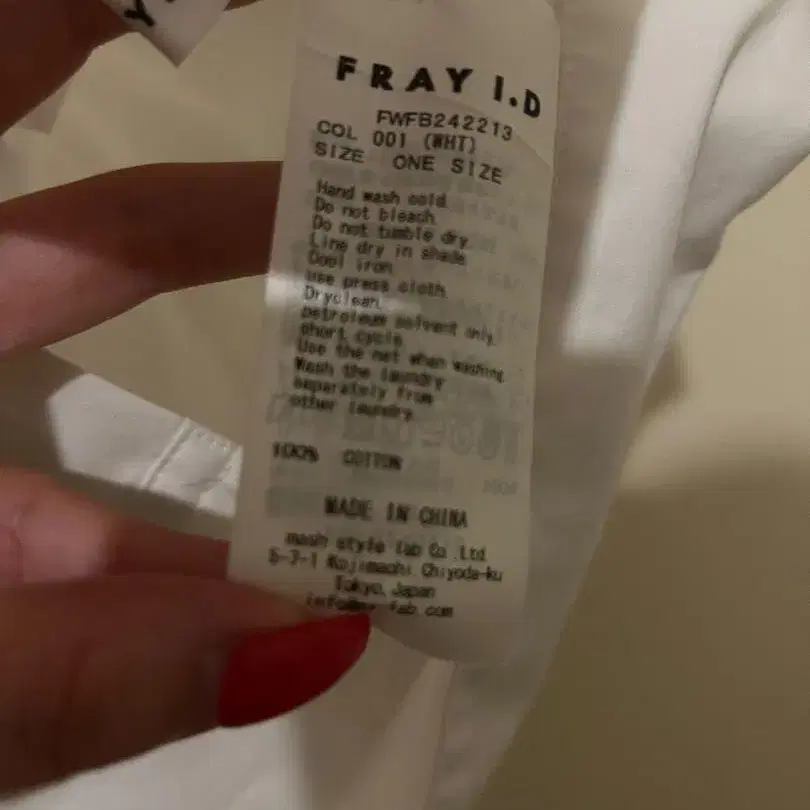 FRAY I.D
FWFB242213
COL 001 (WHT)
SIZE ONE SIZE
Hand wash cold.
Do not bleach.
Do not tumble dry.
Line dry in shade.
Cool iron.
use press cloth.
Dryclean,
petroleum solvent only.
short cycle.
Use the net when washing.
Wash the laundry
separately from
other laundry.
100% COTTON
MADE IN CHINA
mash style lab Co.Ltd.
5-7-1 Kojimachi Chiyoda-ku
Tokyo,Japan